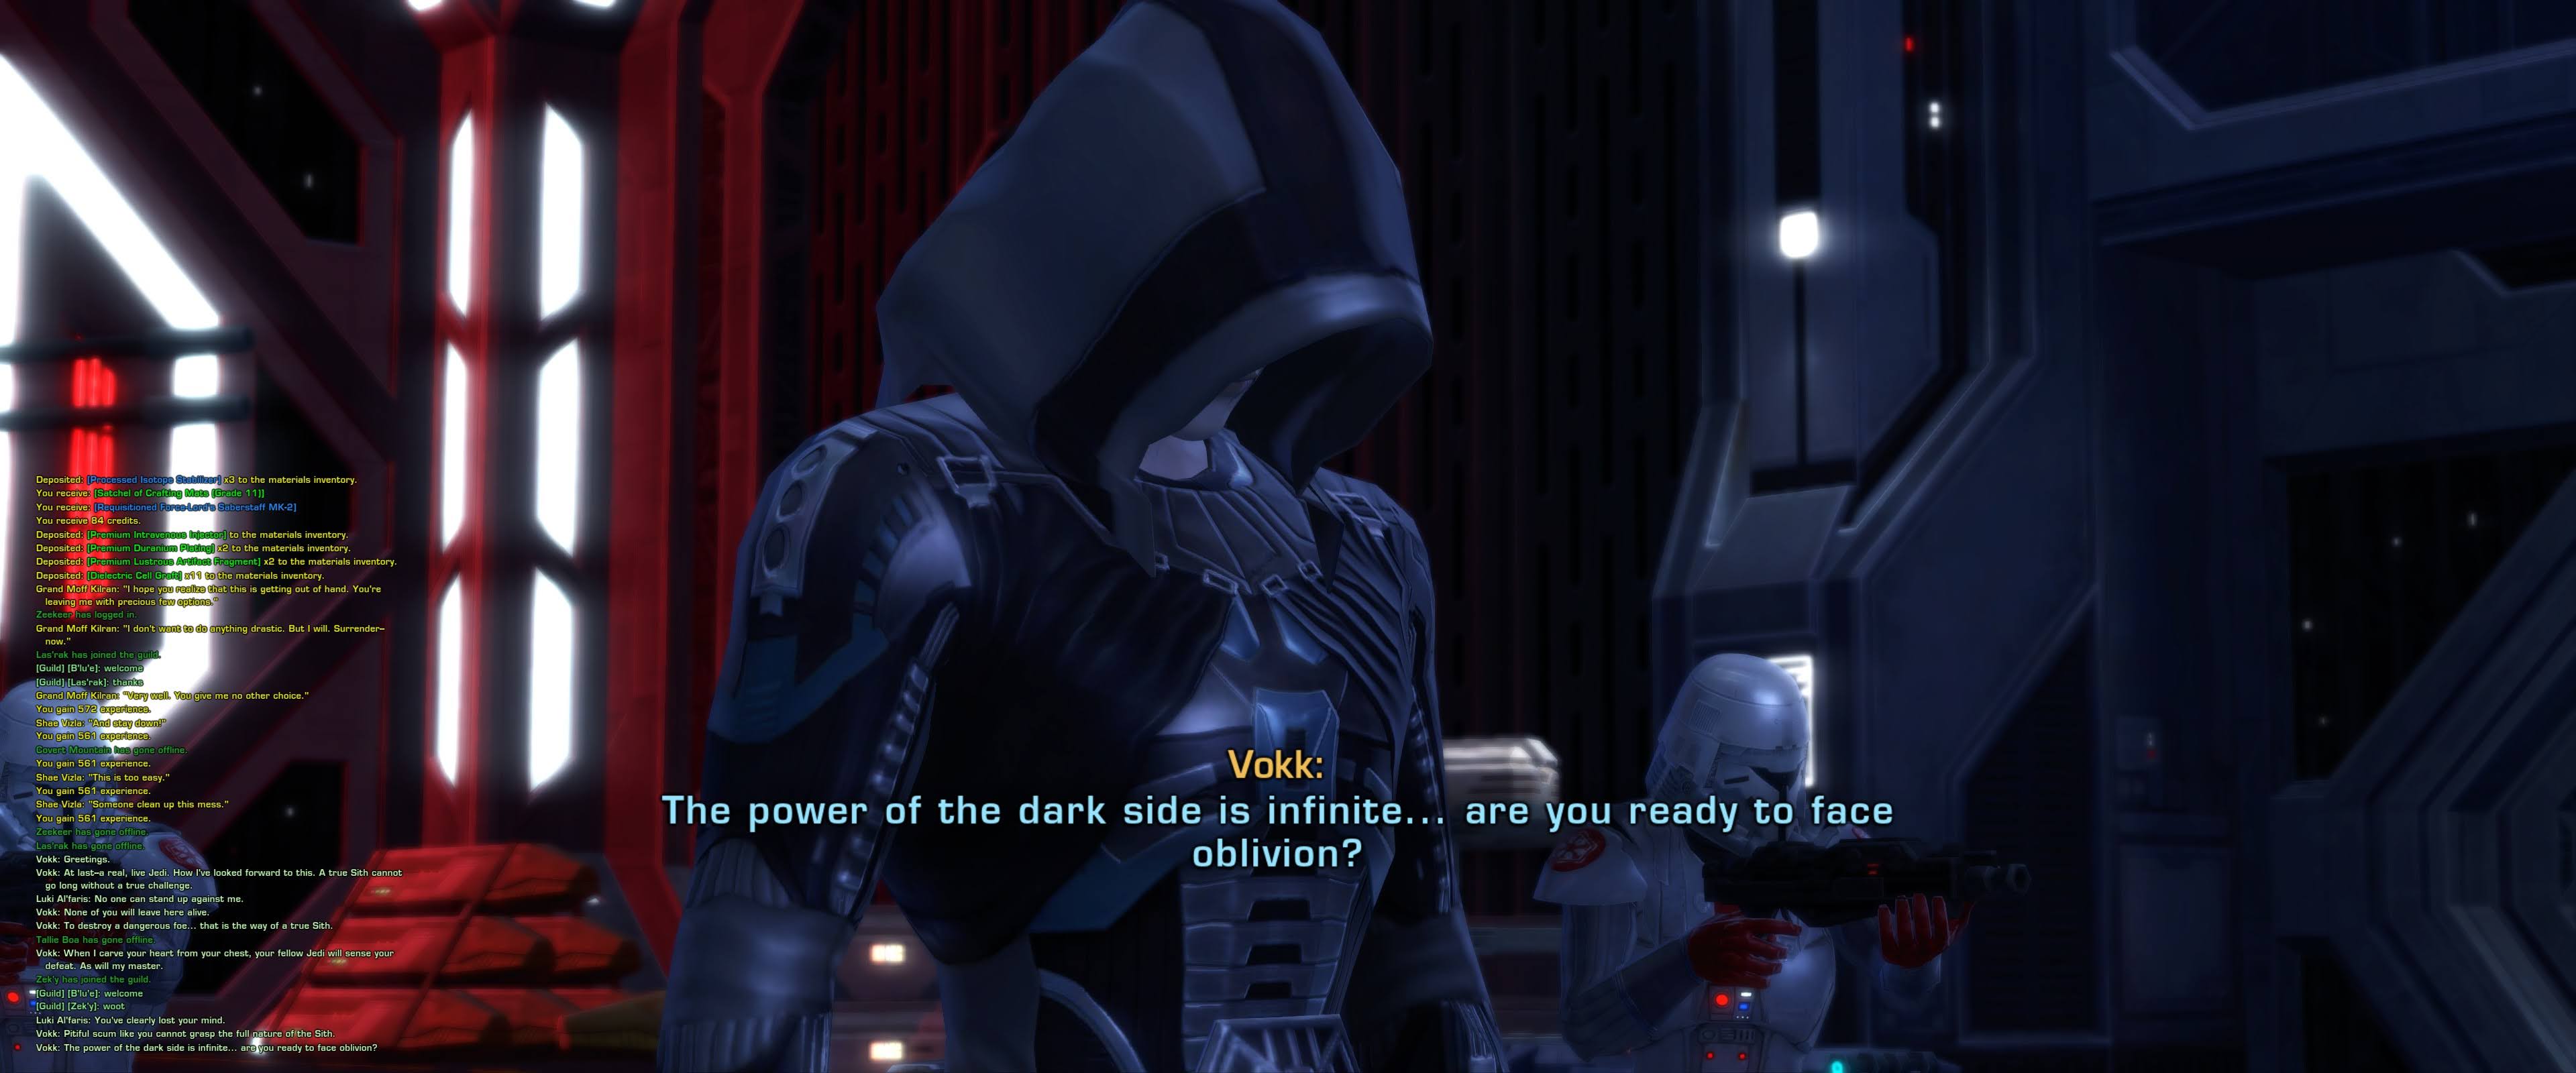 Deposited: [Processed Isotope Stabilizer] x3 to the materials inventory.
You receive: [Satchel of Crafting Mats (Grade 11)]
You receive: [Requisitioned Force-Lord's Saberstaff MK-2]
You receive 84 credits.
Deposited: [Premium Intravenous Injector] to the materials inventory.
Deposited: [Premium Duranium Plating] x2 to the materials inventory.
Deposited: [Premium Lustrous Artifact Fragment] x2 to the materials inventory.
Deposited: [Dielectric Cell Graft] x11 to the materials inventory.
Grand Moff Kilran: "I hope you realize that this is getting out of hand. You're
leaving me with precious few options."
Zeekeer has logged in.
Grand Moff Kilran: "I don't want to do anything drastic. But I will. Surrender–
now."
Las'rak has joined the guild.
[Guild] [B'lu'e]: welcome
[Guild] [Las'rak]: thanks
Grand Moff Kilran: "Very well. You give me no other choice."
You gain 572 experience.
Shae Vizla: "And stay down!"
You gain 561 experience.
Covert Mountain has gone offline.
You gain 561 experience.
Shae Vizla: "This is too easy."
You gain 561 experience.
Shae Vizla: "Someone clean up this mess."
You gain 561 experience.
Zeekeer has gone offline.
Las'rak has gone offline.
Vokk: Greetings.
Vokk: At last–a real, live Jedi. How I've looked forward to this. A true Sith cannot
go long without a true challenge.
Luki Al'faris: No one can stand up against me.
Vokk: None of you will leave here alive.
Vokk: To destroy a dangerous foe... that is the way of a true Sith.
Tallie Boa has gone offline.
Vokk: When I carve your heart from your chest, your fellow Jedi will sense your
defeat. As will my master.
Zek'y has joined the guild.
[Guild] [B'lu'e]: welcome
[Guild] [Zek'y]: woot
Luki Al'faris: You've clearly lost your mind.
Vokk: Pitiful scum like you cannot grasp the full nature of the Sith.
Vokk: The power of the dark side is infinite... are you ready to face oblivion?
Vokk:
The power of the dark side is infinite... are you ready to face
oblivion?